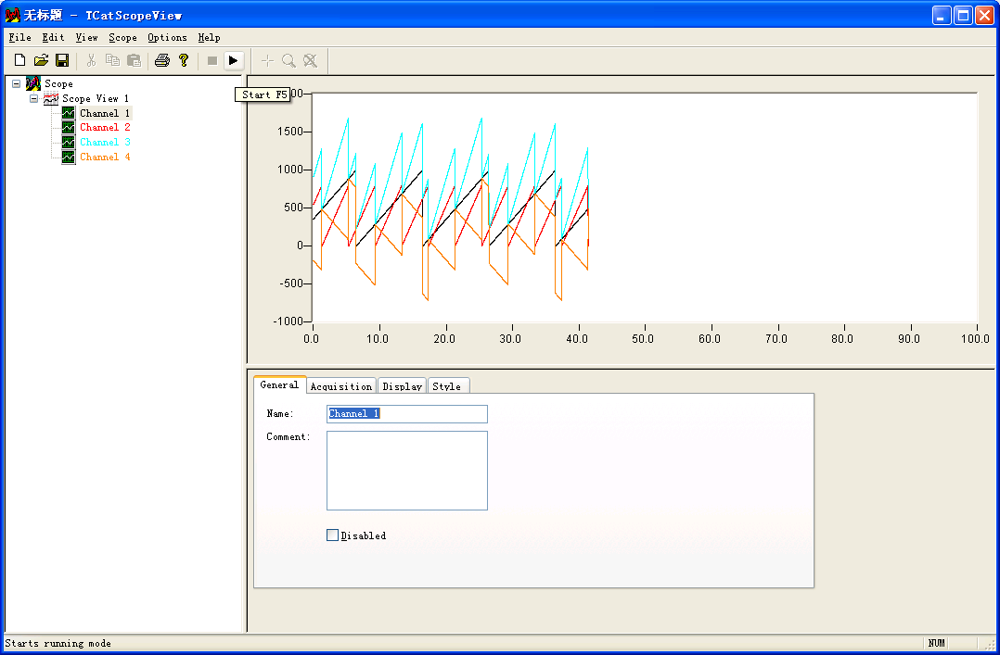 无标题 - TCatScopeView
File Edit View Scope Options Help
Scope
Scope View 1
Channel 1
Channel 2
Channel 3
Channel 4
Start F5
00
1500
1000
500
0
-500
-1000
0.0 10.0 20.0 30.0 40.0 50.0 60.0 70.0 80.0 90.0 100.0
General Acquisition Display Style
Name: Channel 1
Comment:
Disabled
Starts running mode NUM